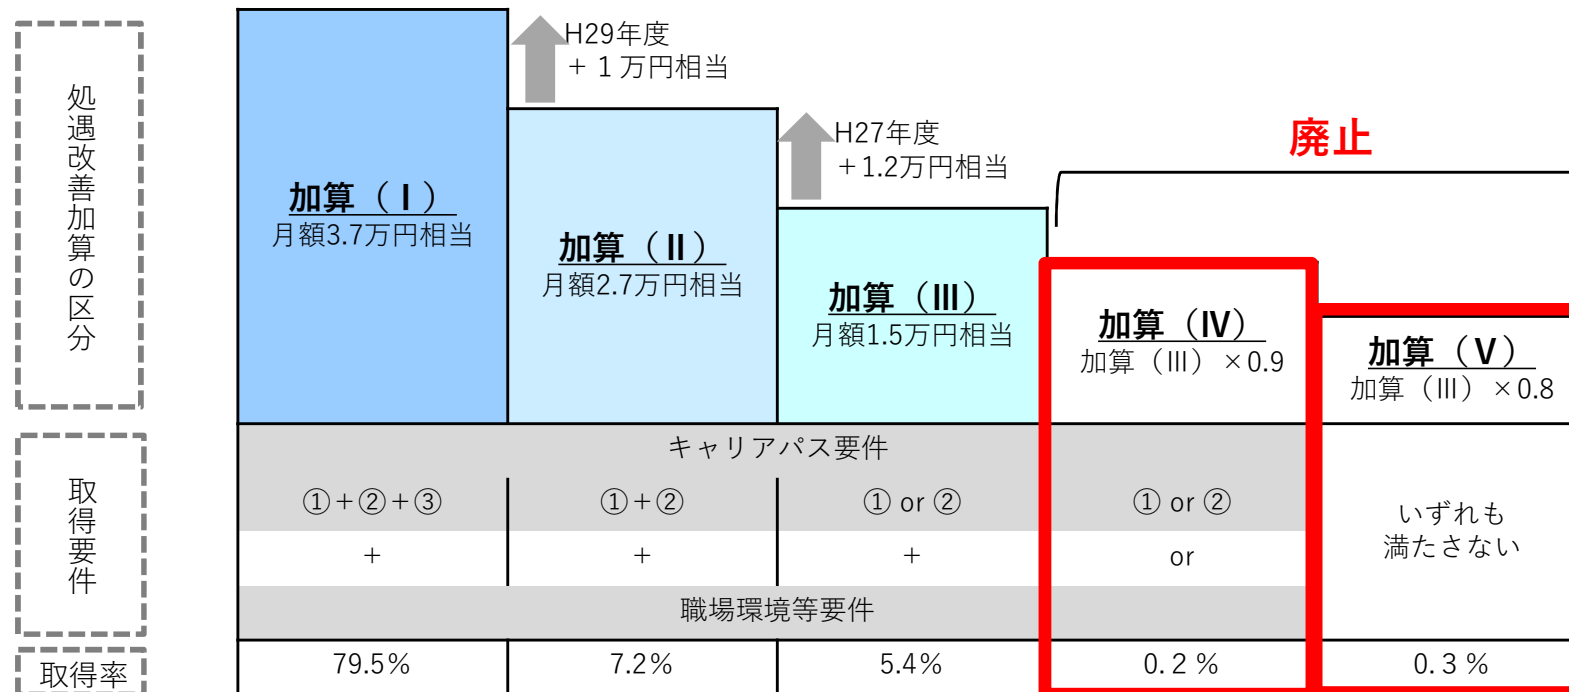 処遇改善加算の区分
H29年度
+１万円相当
H27年度
+1.2万円相当
廃止
加算（Ⅰ）
月額3.7万円相当
加算（Ⅱ）
月額2.7万円相当
加算（Ⅲ）
月額1.5万円相当
加算（Ⅳ）
加算（Ⅲ）×0.9
加算（Ⅴ）
加算（Ⅲ）×0.8
取得要件
キャリアパス要件
①+②+③
①+②
① or ②
① or ②
いずれも
満たさない
+
+
+
or
職場環境等要件
取得率
79.5%
7.2%
5.4%
0.2％
0.3％